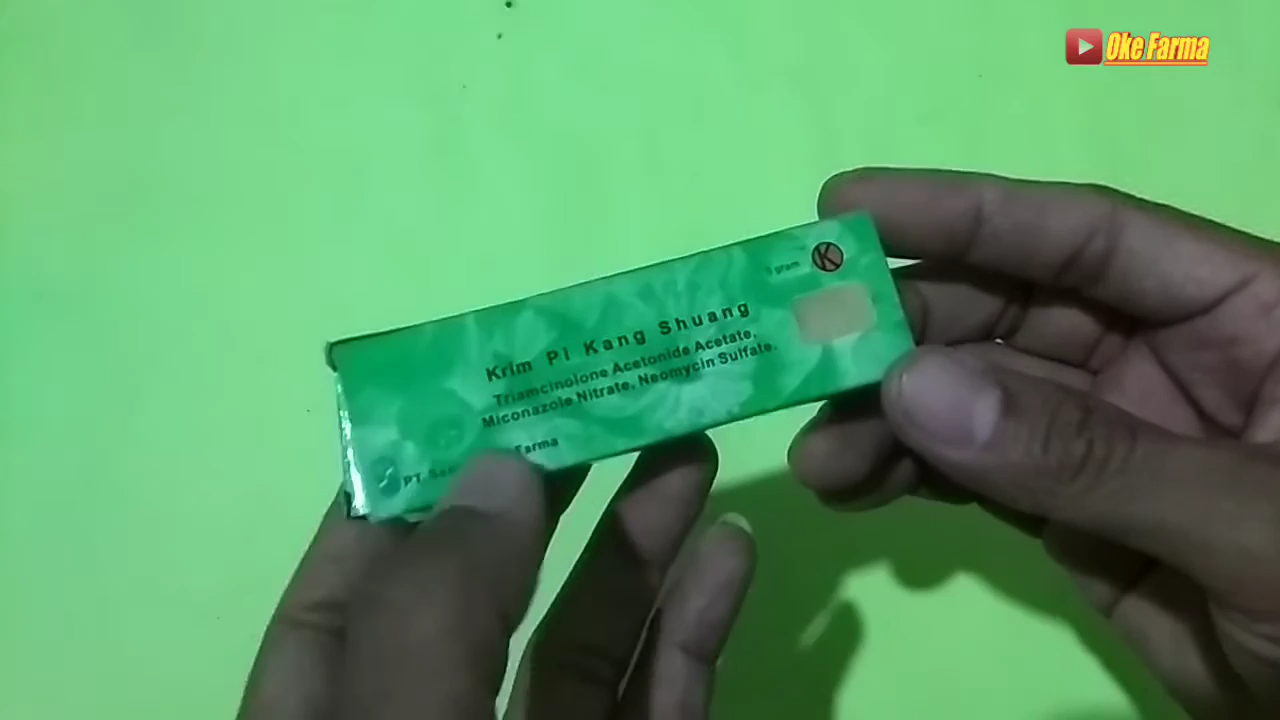 Oke Farma
5 gram
K
Krim Pi Kang Shuang
Triamcinolone Acetonide Acetate,
Miconazole Nitrate, Neomycin Sulfate.
PT. Farma